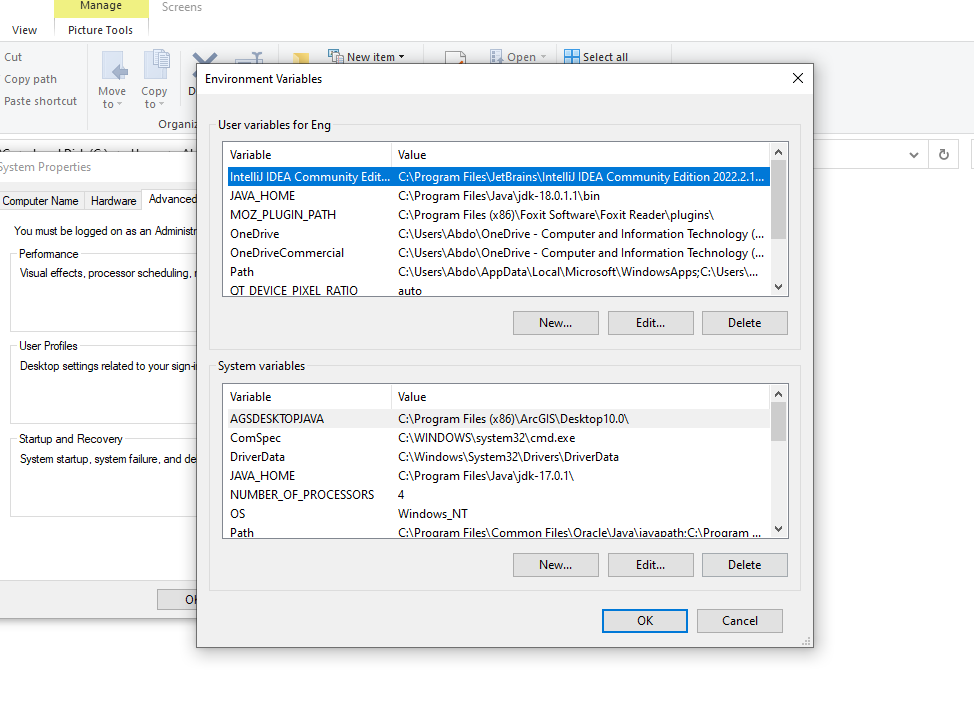 Manage
Screens
View
Picture Tools
Cut
Copy path
Paste shortcut
Move
to
Copy
to
New item
Open
Select all
Environment Variables
System Properties
Computer Name
Hardware
Advanced
You must be logged on as an Administr
Performance
Visual effects, processor scheduling,
User Profiles
Desktop settings related to your sign-i
Startup and Recovery
System startup, system failure, and de
User variables for Eng
Variable Value
IntelliJ IDEA Community Edit... C:\Program Files\JetBrains\IntelliJ IDEA Community Edition 2022.2.1...
JAVA_HOME C:\Program Files\Java\jdk-18.0.1.1\bin
MOZ_PLUGIN_PATH C:\Program Files (x86)\Foxit Software\Foxit Reader\plugins\
OneDrive C:\Users\Abdo\OneDrive - Computer and Information Technology (...
OneDriveCommercial C:\Users\Abdo\OneDrive - Computer and Information Technology (...
Path C:\Users\Abdo\AppData\Local\Microsoft\WindowsApps;C:\Users\...
QT_DEVICE_PIXEL_RATIO auto
New... Edit... Delete
System variables
Variable Value
AGSDESKTOPJAVA C:\Program Files (x86)\ArcGIS\Desktop10.0\
ComSpec C:\WINDOWS\system32\cmd.exe
DriverData C:\Windows\System32\Drivers\DriverData
JAVA_HOME C:\Program Files\Java\jdk-17.0.1\
NUMBER_OF_PROCESSORS 4
OS Windows_NT
Path C:\Program Files\Common Files\Oracle\Java\javapath;C:\Program ...
New... Edit... Delete
OK Cancel